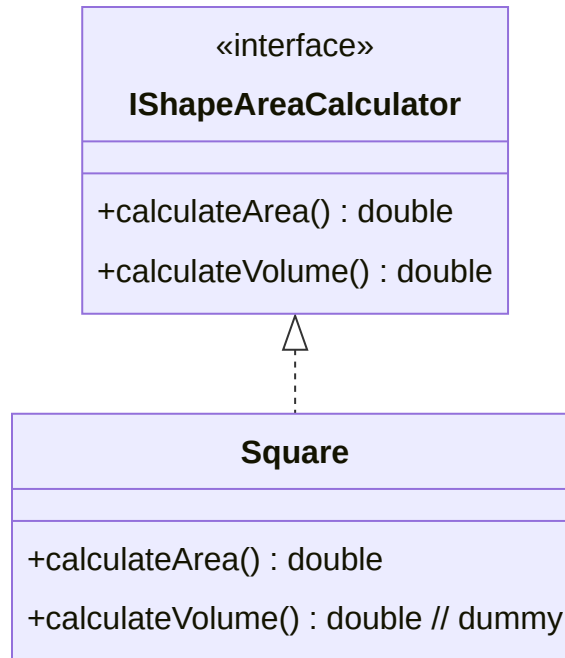 «interface»
IShapeAreaCalculator
+calculateArea() : double
+calculateVolume() : double
Square
+calculateArea() : double
+calculateVolume() : double // dummy